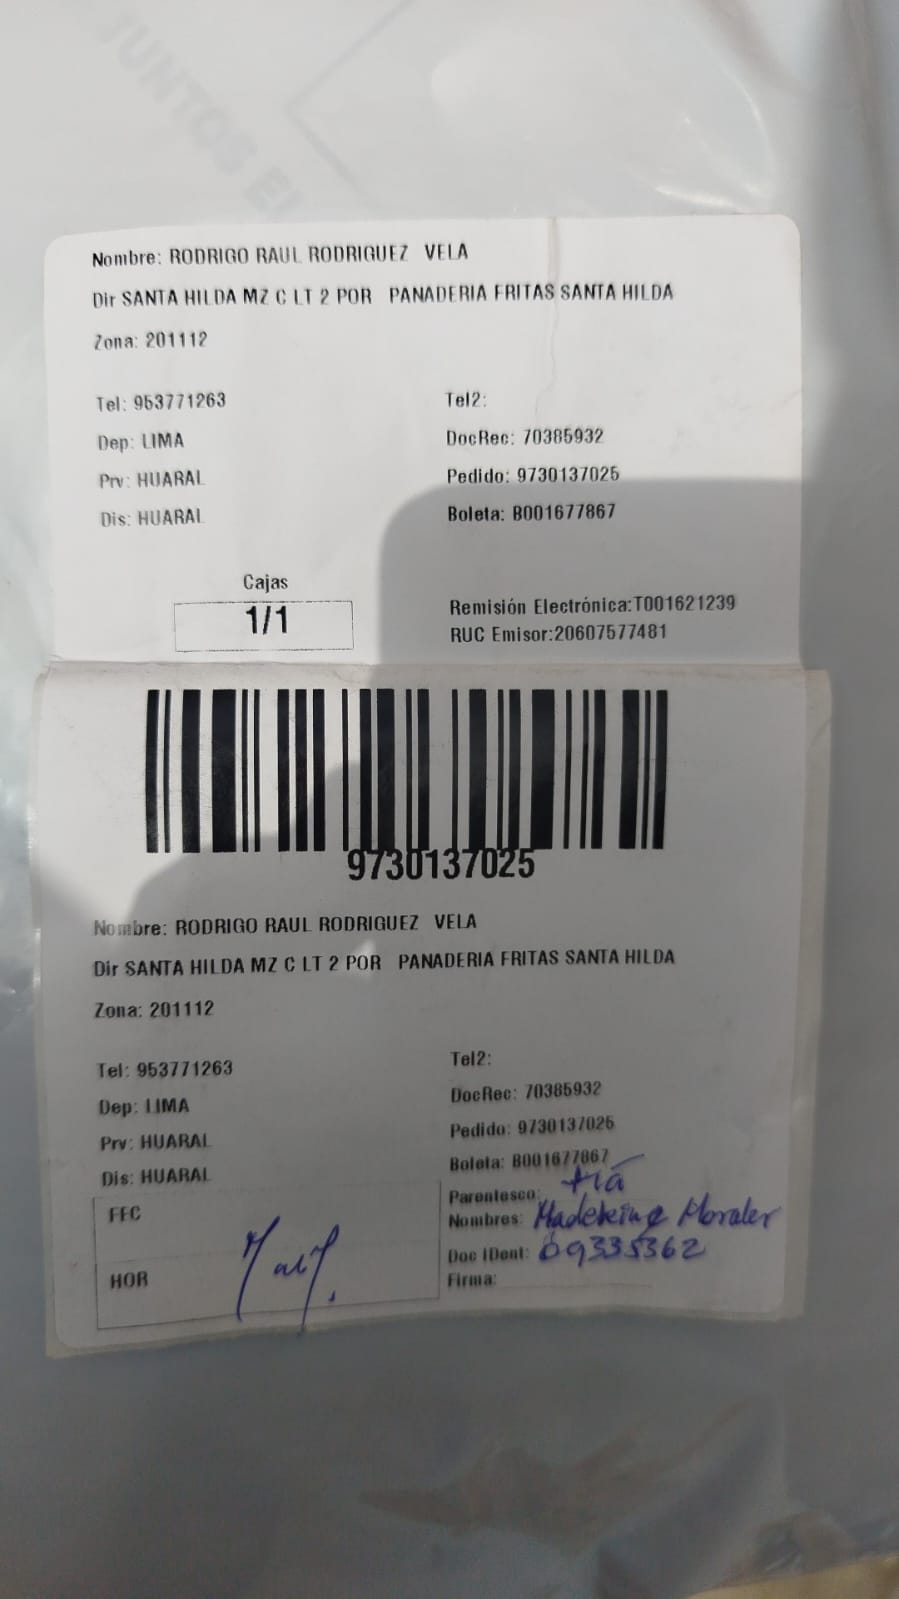 JUNTOS EL
Nombre: RODRIGO RAUL RODRIGUEZ VELA
Dir SANTA HILDA MZ C LT 2 POR PANADERIA FRITAS SANTA HILDA
Zona: 201112
Tel: 953771263 Tel2:
Dep: LIMA DocRec: 70385932
Prv: HUARAL Pedido: 9730137025
Dis: HUARAL Boleta: B001677867
Cajas
1/1
Remisión Electrónica:T001621239
RUC Emisor:20607577481
9730137025
Nombre: RODRIGO RAUL RODRIGUEZ VELA
Dir SANTA HILDA MZ C LT 2 POR PANADERIA FRITAS SANTA HILDA
Zona: 201112
Tel: 953771263 Tel2:
Dep: LIMA DocRec: 70385932
Prv: HUARAL Pedido: 9730137025
Dis: HUARAL Boleta: B001677867
FEC
HOR
Parentesco: tía
Nombres: Morales
Doc IDent: 09335362
Firma: